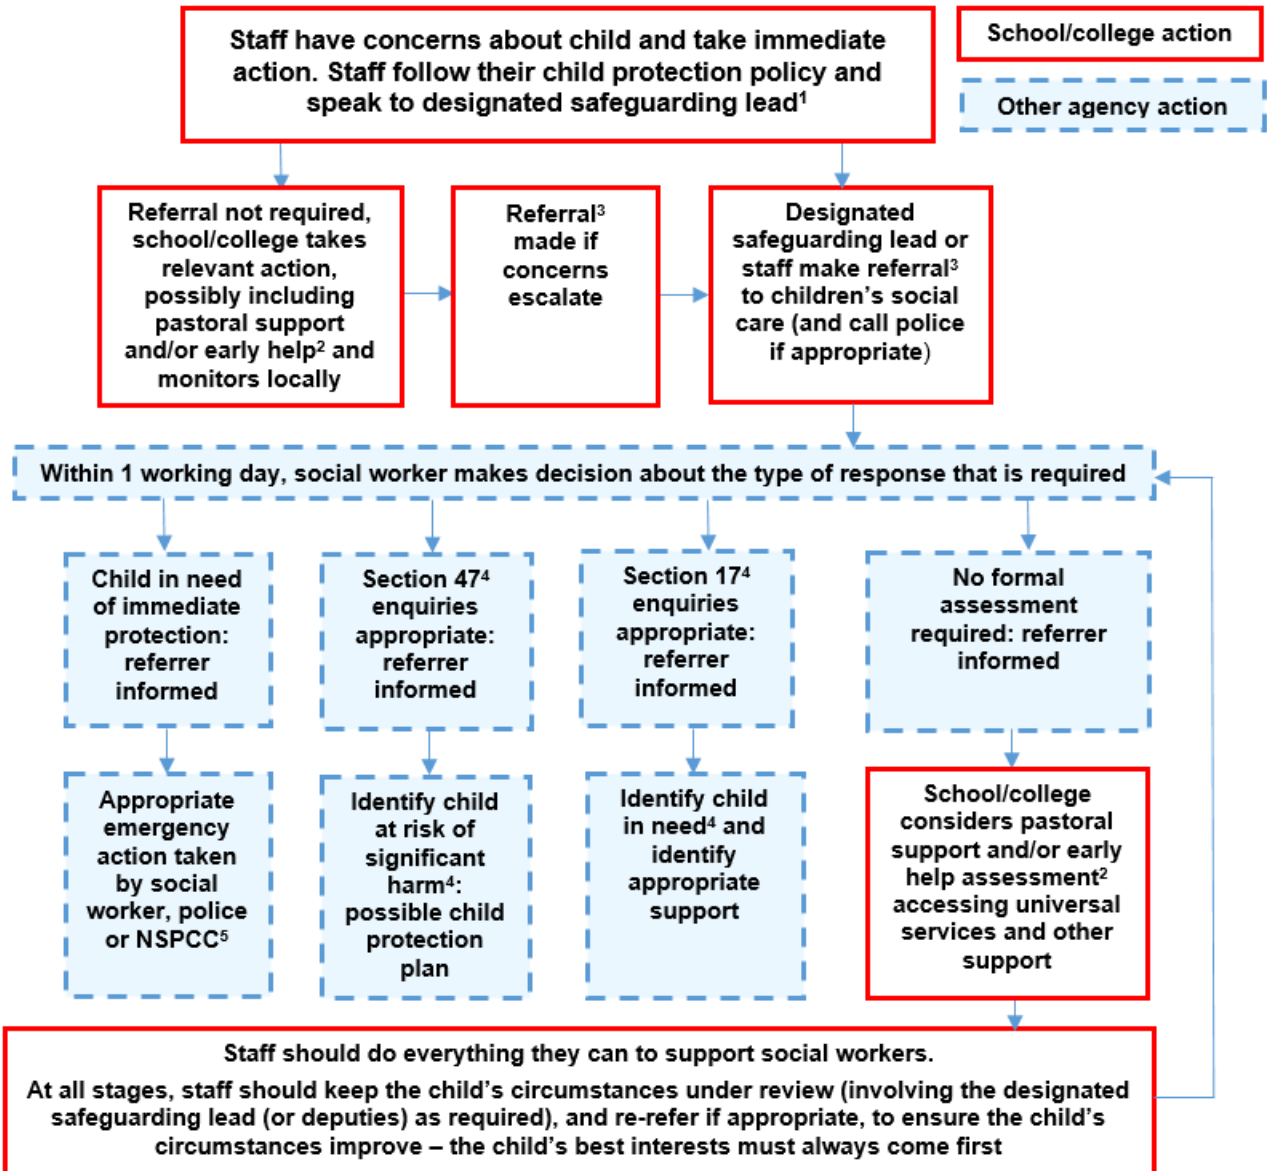 Staff have concerns about child and take immediate
action. Staff follow their child protection policy and
speak to designated safeguarding lead¹
School/college action
Other agency action
Referral not required,
school/college takes
relevant action,
possibly including
pastoral support
and/or early help² and
monitors locally
Referral³
made if
concerns
escalate
Designated
safeguarding lead or
staff make referral³
to children’s social
care (and call police
if appropriate)
Within 1 working day, social worker makes decision about the type of response that is required
Child in need
of immediate
protection:
referrer
informed
Section 47⁴
enquiries
appropriate:
referrer
informed
Section 17⁴
enquiries
appropriate:
referrer
informed
No formal
assessment
required: referrer
informed
Appropriate
emergency
action taken
by social
worker, police
or NSPCC⁵
Identify child
at risk of
significant
harm⁴:
possible child
protection
plan
Identify child
in need⁴ and
identify
appropriate
support
School/college
considers pastoral
support and/or early
help assessment²
accessing universal
services and other
support
Staff should do everything they can to support social workers.
At all stages, staff should keep the child’s circumstances under review (involving the designated
safeguarding lead (or deputies) as required), and re-refer if appropriate, to ensure the child’s
circumstances improve – the child’s best interests must always come first